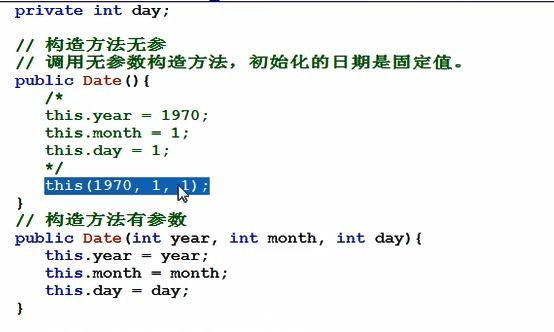 private int day;
// 构造方法无参
// 调用无参数构造方法，初始化的日期是固定值。
public Date(){
/*
this.year = 1970;
this.month = 1;
this.day = 1;
*/
this(1970, 1, 1);
}
// 构造方法有参数
public Date(int year, int month, int day){
this.year = year;
this.month = month;
this.day = day;
}